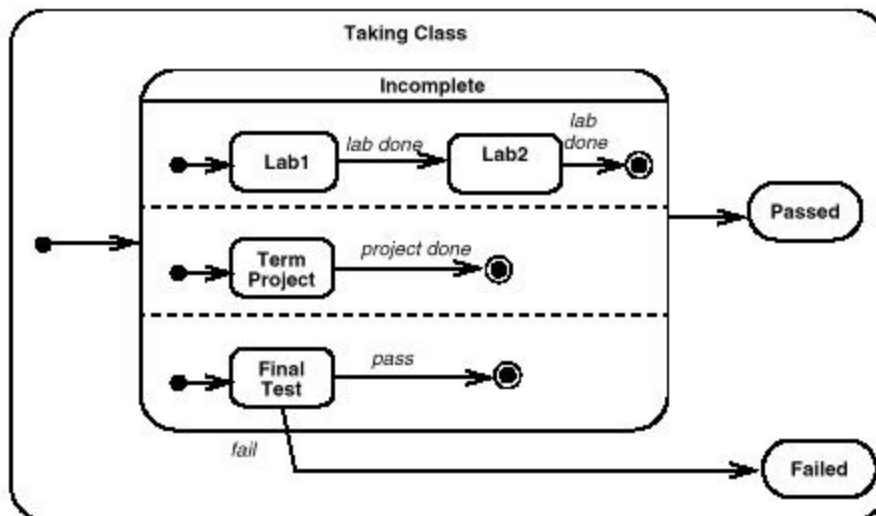 Taking Class
Incomplete
lab done
lab
done
Lab1
Lab2
Passed
Term
Project
project done
Final
Test
pass
fail
Failed